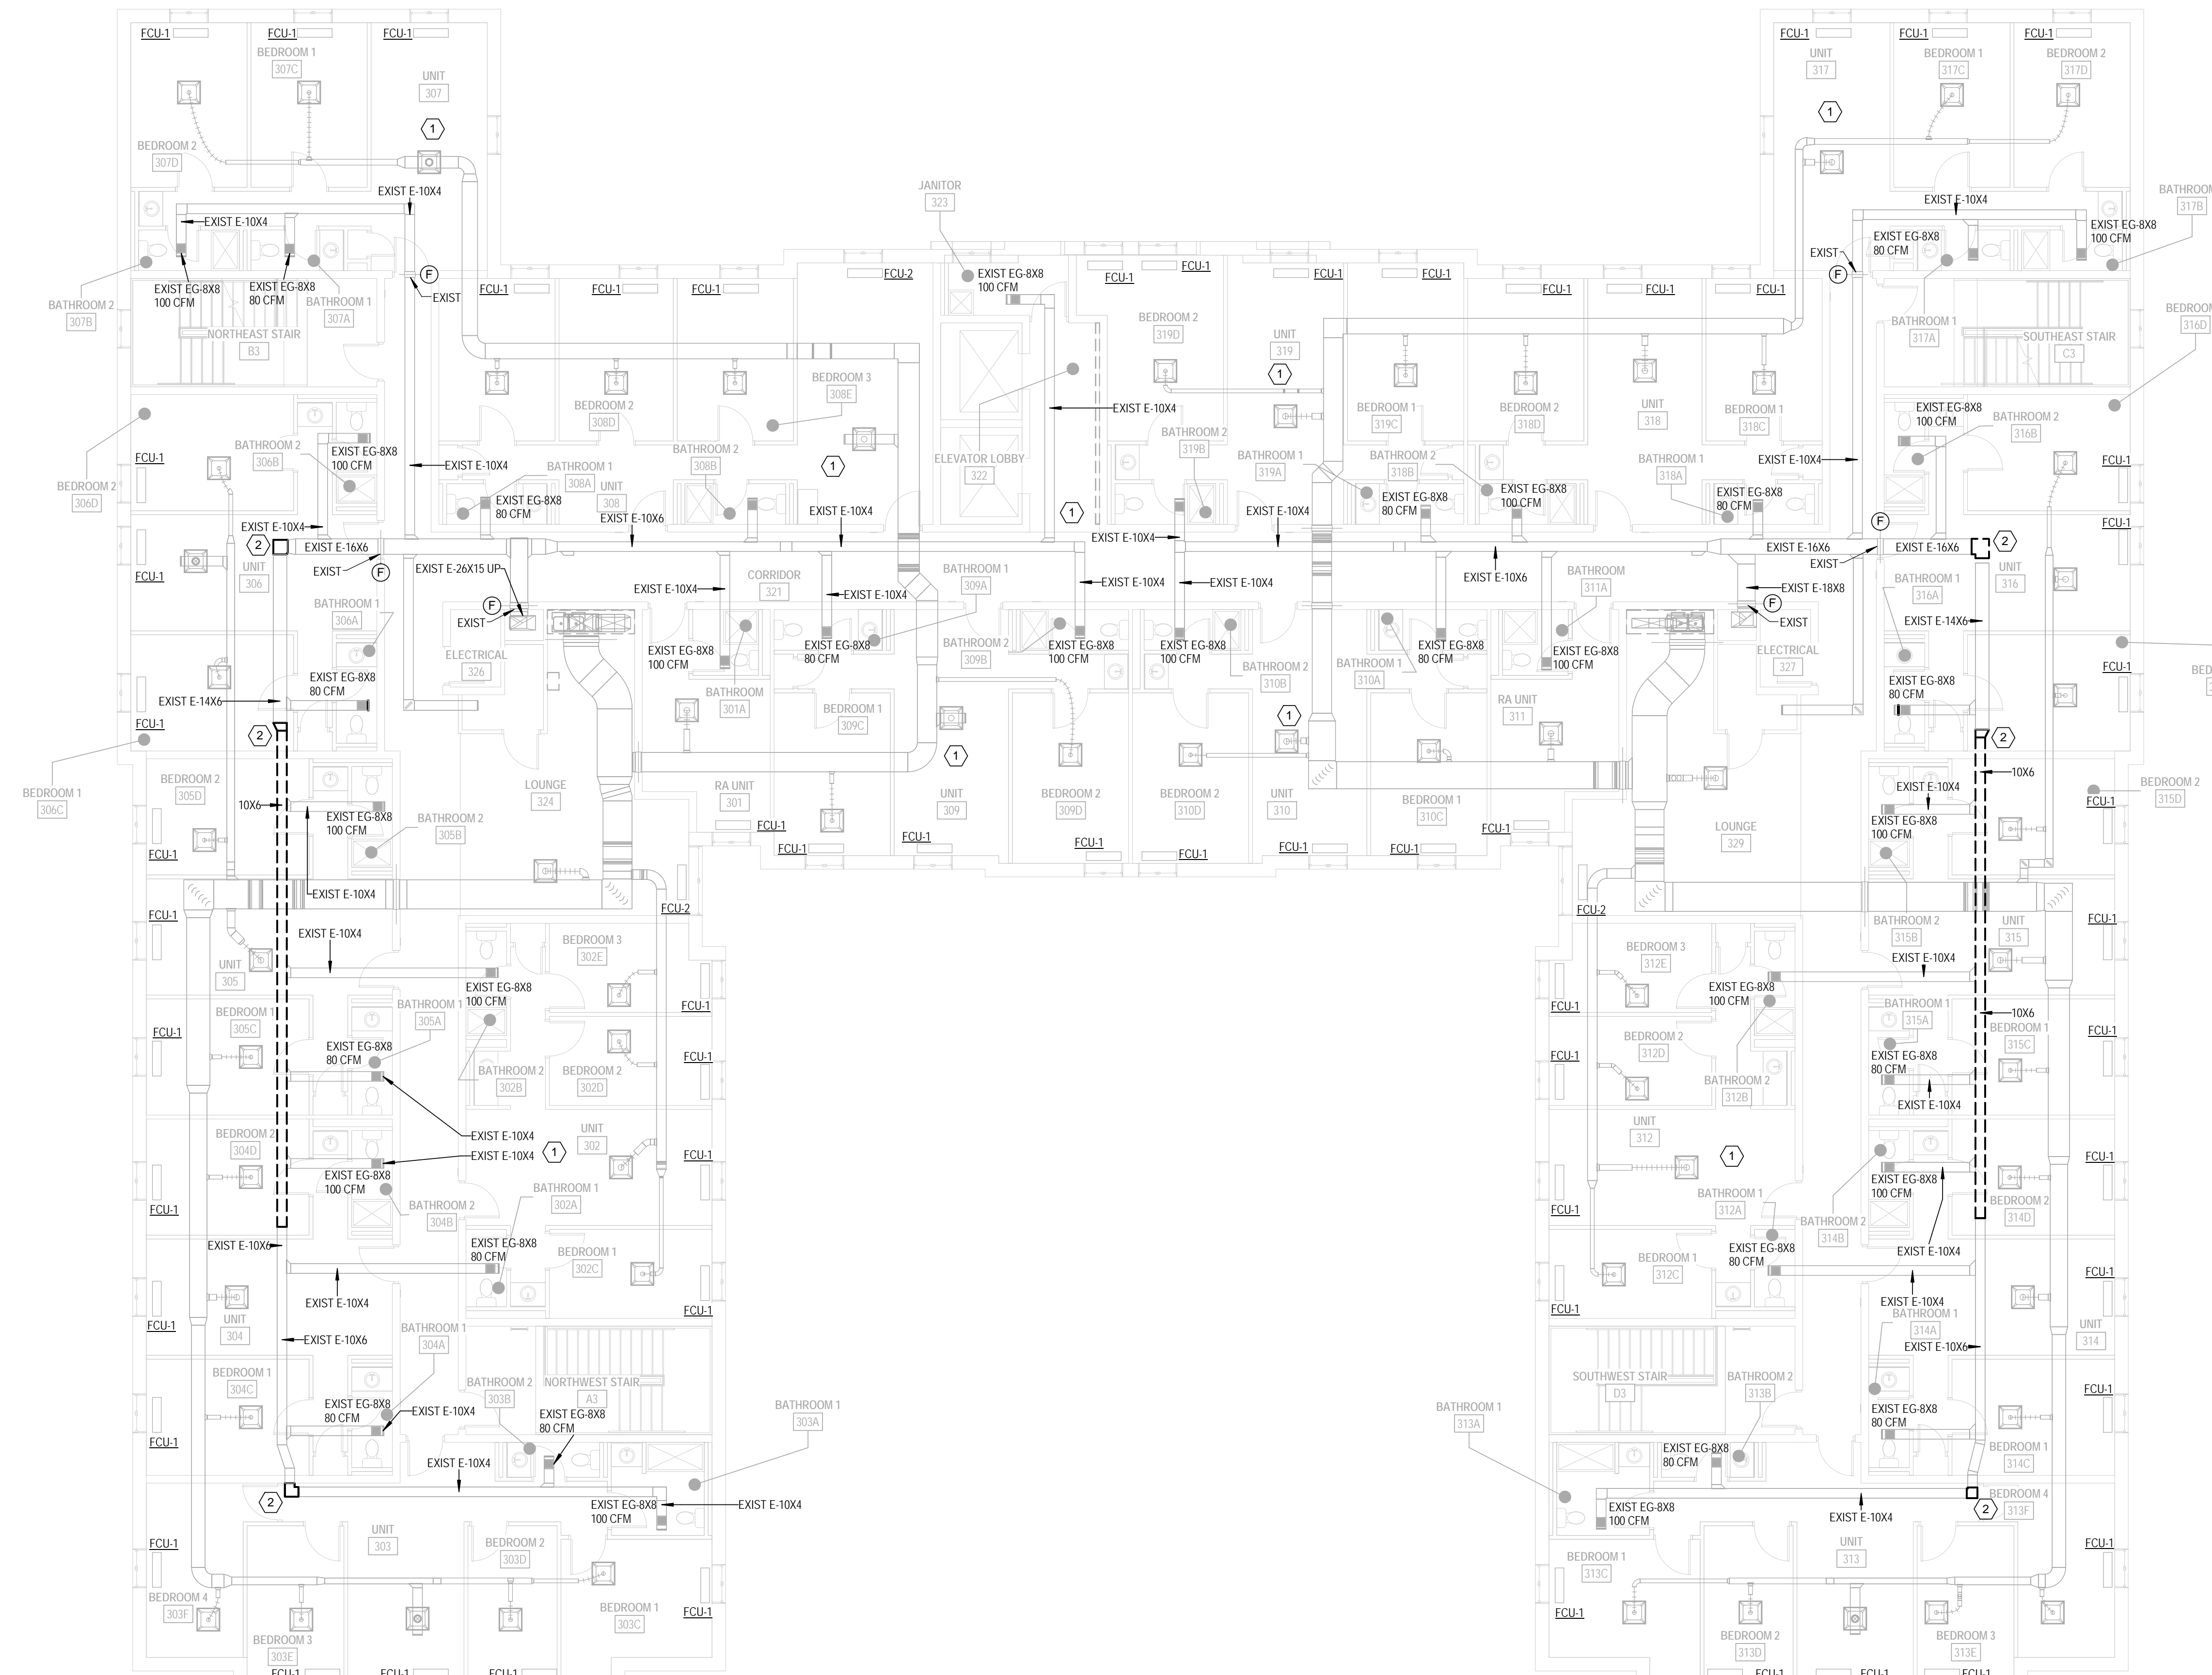 FCU-1
FCU-1
FCU-1
BEDROOM 1
307C
UNIT
307
1
BEDROOM 2
307D
EXIST E-10X4
EXIST E-10X4
EXIST EG-8X8
100 CFM
EXIST EG-8X8
80 CFM
BATHROOM 2
307B
BATHROOM 1
307A
F
EXIST
NORTHEAST STAIR
B3
FCU-1
FCU-1
FCU-1
FCU-2
JANITOR
323
EXIST EG-8X8
100 CFM
FCU-1
FCU-1
FCU-1
FCU-1
FCU-1
FCU-1
FCU-1
BEDROOM 2
319D
UNIT
319
1
FCU-1
FCU-1
FCU-1
UNIT
317
BEDROOM 1
317C
BEDROOM 2
317D
1
EXIST E-10X4
BATHROOM
317B
EXIST EG-8X8
80 CFM
EXIST EG-8X8
100 CFM
EXIST
F
BATHROOM 1
317A
SOUTHEAST STAIR
C3
316D
BEDROOM 2
308D
BEDROOM 3
308E
EXIST E-10X4
BEDROOM 1
319C
BEDROOM 2
318D
UNIT
318
BEDROOM 1
318C
EXIST EG-8X8
100 CFM
BATHROOM 2
316B
BATHROOM 2
306B
EXIST EG-8X8
100 CFM
FCU-1
BEDROOM 2
306D
EXIST E-10X4
BATHROOM 1
308A
EXIST EG-8X8
80 CFM
UNIT
308
BATHROOM 2
308B
1
ELEVATOR LOBBY
322
1
BATHROOM 2
319B
BATHROOM 1
319A
EXIST EG-8X8
80 CFM
BATHROOM 2
318B
EXIST EG-8X8
100 CFM
BATHROOM 1
318A
EXIST EG-8X8
80 CFM
EXIST E-10X4
FCU-1
EXIST E-10X4
2
EXIST E-16X6
EXIST
F
EXIST E-10X6
EXIST E-10X4
EXIST E-10X4
EXIST E-10X4
EXIST E-10X6
EXIST E-16X6
F
EXIST E-16X6
2
FCU-1
FCU-1
UNIT
306
EXIST E-26X15 UP
EXIST E-10X4
CORRIDOR
321
EXIST E-10X4
BATHROOM 1
309A
EXIST E-10X4
EXIST E-10X4
BATHROOM
311A
EXIST E-18X8
F
EXIST
BATHROOM 1
316A
UNIT
316
EXIST E-14X6
BATHROOM 1
306A
F
EXIST
ELECTRICAL
326
EXIST EG-8X8
100 CFM
BATHROOM
301A
EXIST EG-8X8
80 CFM
BATHROOM 2
309B
EXIST EG-8X8
100 CFM
EXIST EG-8X8
100 CFM
BATHROOM 2
310B
BATHROOM 1
310A
EXIST EG-8X8
80 CFM
EXIST EG-8X8
100 CFM
ELECTRICAL
327
EXIST EG-8X8
80 CFM
FCU-1
EXIST EG-8X8
80 CFM
EXIST E-14X6
FCU-1
2
BEDROOM 1
309C
1
1
RA UNIT
311
2
BEDROOM 1
306C
BEDROOM 2
305D
10X6
EXIST EG-8X8
100 CFM
BATHROOM 2
305B
LOUNGE
324
RA UNIT
301
UNIT
309
BEDROOM 2
309D
BEDROOM 2
310D
UNIT
310
BEDROOM 1
310C
LOUNGE
329
10X6
EXIST E-10X4
EXIST EG-8X8
100 CFM
BEDROOM 2
315D
FCU-1
FCU-1
FCU-1
FCU-1
FCU-1
FCU-1
FCU-1
FCU-1
FCU-1
FCU-1
EXIST E-10X4
FCU-1
FCU-2
FCU-2
BATHROOM 2
315B
UNIT
315
FCU-1
EXIST E-10X4
UNIT
305
EXIST EG-8X8
100 CFM
BEDROOM 3
302E
BEDROOM 3
312E
EXIST EG-8X8
100 CFM
EXIST E-10X4
FCU-1
FCU-1
BEDROOM 1
305C
BATHROOM 1
305A
BATHROOM 1
315A
10X6
BEDROOM 1
315C
FCU-1
FCU-1
EXIST EG-8X8
80 CFM
BATHROOM 2
302B
BEDROOM 2
302D
FCU-1
FCU-1
BEDROOM 2
312D
BATHROOM 2
312B
EXIST EG-8X8
80 CFM
EXIST E-10X4
BEDROOM 2
304D
EXIST E-10X4
EXIST E-10X4
1
UNIT
302
FCU-1
UNIT
312
1
FCU-1
EXIST EG-8X8
100 CFM
BATHROOM 2
304B
BATHROOM 1
302A
FCU-1
FCU-1
BATHROOM 1
312A
EXIST EG-8X8
100 CFM
BATHROOM 2
314B
BEDROOM 2
314D
EXIST E-10X6
EXIST EG-8X8
80 CFM
BEDROOM 1
302C
BEDROOM 1
312C
EXIST EG-8X8
80 CFM
EXIST E-10X4
FCU-1
EXIST E-10X4
FCU-1
FCU-1
EXIST E-10X4
UNIT
304
FCU-1
EXIST E-10X6
BATHROOM 1
304A
BATHROOM 1
314A
EXIST E-10X6
UNIT
314
BEDROOM 1
304C
EXIST EG-8X8
80 CFM
EXIST E-10X4
BATHROOM 2
303B
NORTHWEST STAIR
A3
EXIST EG-8X8
80 CFM
BATHROOM 1
303A
SOUTHWEST STAIR
D3
BATHROOM 2
313B
BATHROOM 1
313A
EXIST EG-8X8
80 CFM
FCU-1
FCU-1
EXIST E-10X4
EXIST EG-8X8
80 CFM
BEDROOM 1
314C
2
EXIST EG-8X8
100 CFM
EXIST E-10X4
EXIST EG-8X8
100 CFM
EXIST E-10X4
2
BEDROOM 4
313F
FCU-1
UNIT
303
BEDROOM 2
303D
BEDROOM 1
313C
UNIT
313
FCU-1
BEDROOM 4
303F
BEDROOM 1
303C
FCU-1
FCU-1
BEDROOM 3
303E
BEDROOM 2
313D
BEDROOM 3
313E
FCU-1
FCU-1
FCU-1
FCU-1
FCU-1
FCU-1